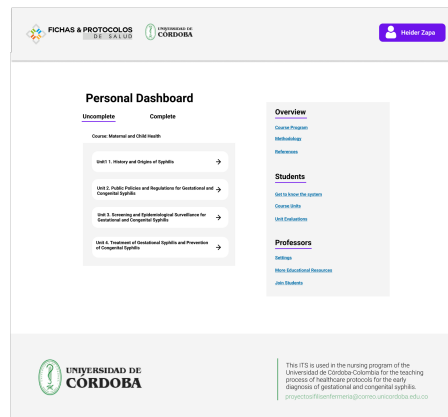 FICHAS & PROTOCOLOS
DE SALUD
UNIVERSIDAD DE
CÓRDOBA
Heider Zapa
Personal Dashboard
Uncomplete
Complete
Course: Maternal and Child Health
Unit1 1. History and Origins of Syphilis
Unit 2. Public Policies and Regulations for Gestational and
Congenital Syphilis
Unit 3. Screening and Epidemiological Surveillance for
Gestational and Congenital Syphilis
Unit 4. Treatment of Gestational Syphilis and Prevention
of Congenital Syphilis
Overview
Course Program
Methodology
References
Students
Get to know the system
Course Units
Unit Evaluations
Professors
Settings
More Educational Resources
Join Students
UNIVERSIDAD DE
CÓRDOBA
This ITS is used in the nursing program of the
Universidad de Córdoba-Colombia for the teaching
process of healthcare protocols for the early
diagnosis of gestational and congenital syphilis.
proyectosifilisenfermeria@correo.unicordoba.edu.co